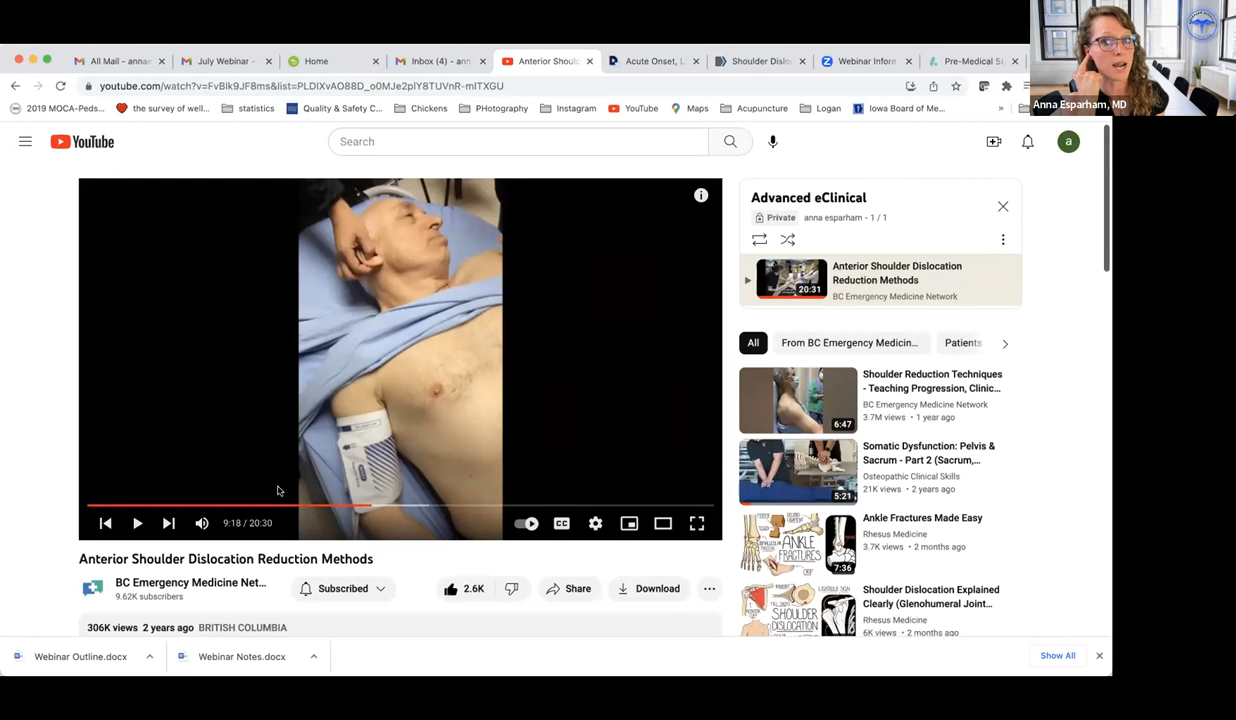 All Mail - annae
July Webinar -
Home
Inbox (4) - ann
Anterior Shoul
Acute Onset, L
Shoulder Dislo
Webinar Inform
Pre-Medical St
youtube.com/watch?v=FvBlk9JF8ms&list=PLDIXvAO88D_o0MJe2plY8TUVnR-mITXGU
2019 MOCA-Peds...
the survey of well...
statistics
Quality & Safety C...
Chickens
PHotography
Instagram
YouTube
Maps
Acupuncture
Logan
Iowa Board of Me...
»
Anna Esparham, MD
YouTube
Search
a
Advanced eClinical
Private anna esparham - 1 / 1
20:31
Anterior Shoulder Dislocation
Reduction Methods
BC Emergency Medicine Network
All
From BC Emergency Medicin...
Patients
6:47
Shoulder Reduction Techniques
- Teaching Progression, Clinic...
BC Emergency Medicine Network
3.7M views • 1 year ago
5:21
Somatic Dysfunction: Pelvis &
Sacrum - Part 2 (Sacrum,...
Osteopathic Clinical Skills
21K views • 2 years ago
ANKLE
FRACTURES
7:36
Ankle Fractures Made Easy
Rhesus Medicine
3.7K views • 2 months ago
SHOULDER
DISLOCATION
Shoulder Dislocation Explained
Clearly (Glenohumeral Joint...
Rhesus Medicine
6K views • 2 months ago
9:18 / 20:30
CC
Anterior Shoulder Dislocation Reduction Methods
BC Emergency Medicine Net...
9.62K subscribers
Subscribed
2.6K
Share
Download
306K views 2 years ago BRITISH COLUMBIA
Webinar Outline.docx
Webinar Notes.docx
Show All